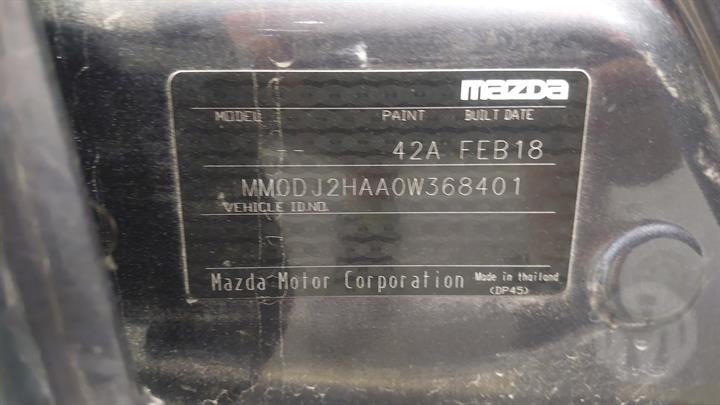 mazda
MODEL PAINT BUILT DATE
-- 42A FEB18
MM0DJ2HAA0W368401
VEHICLE ID.NO.
Mazda Motor Corporation Made in thailand
(DP45)